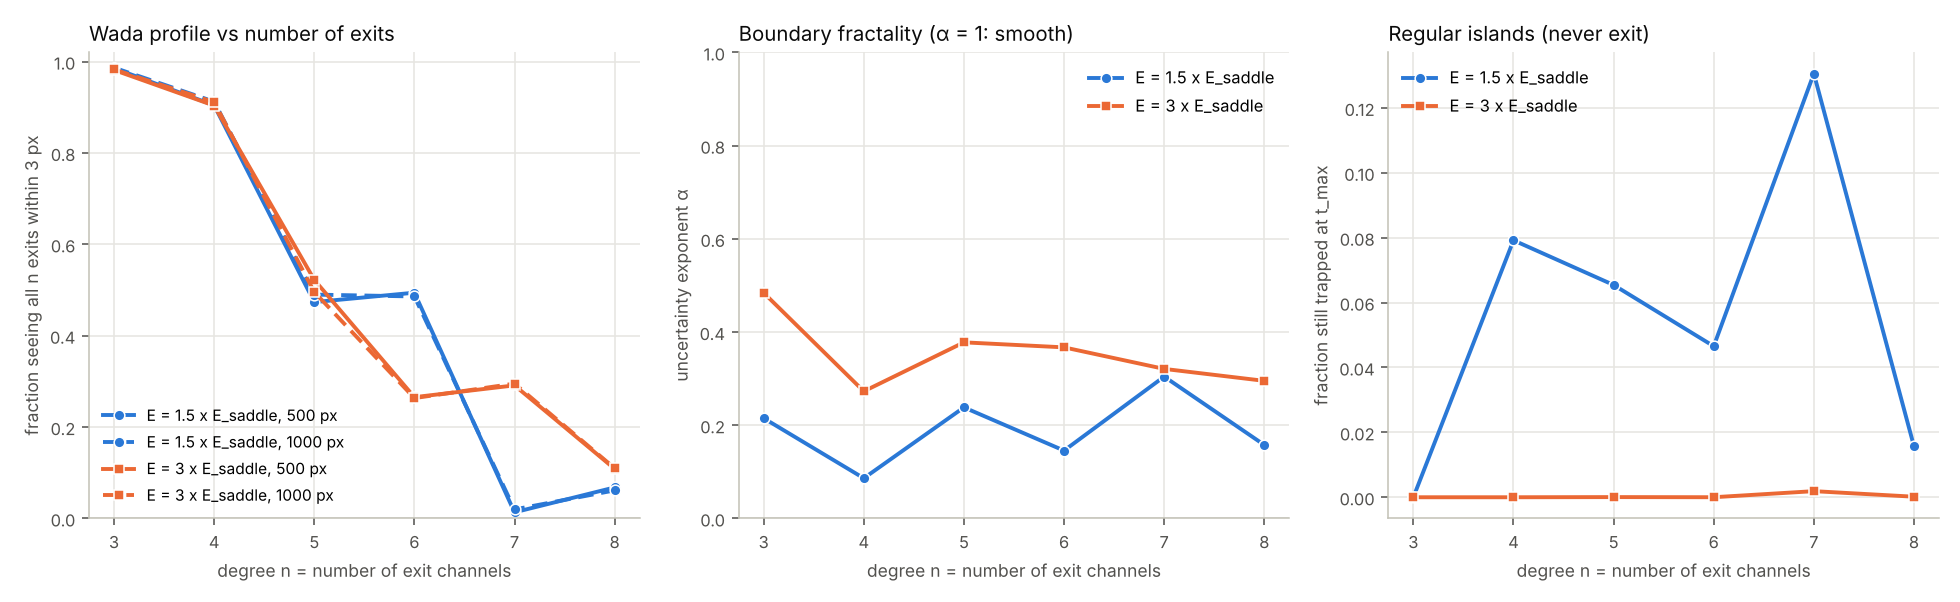 Wada profile vs number of exits
fraction seeing all n exits within 3 px
1.0
0.8
0.6
0.4
0.2
0.0
E = 1.5 x E_saddle, 500 px
E = 1.5 x E_saddle, 1000 px
E = 3 x E_saddle, 500 px
E = 3 x E_saddle, 1000 px
3 4 5 6 7 8
degree n = number of exit channels
Boundary fractality (α = 1: smooth)
uncertainty exponent α
1.0
0.8
0.6
0.4
0.2
0.0
E = 1.5 x E_saddle
E = 3 x E_saddle
3 4 5 6 7 8
degree n = number of exit channels
Regular islands (never exit)
fraction still trapped at t_max
0.12
0.10
0.08
0.06
0.04
0.02
0.00
E = 1.5 x E_saddle
E = 3 x E_saddle
3 4 5 6 7 8
degree n = number of exit channels